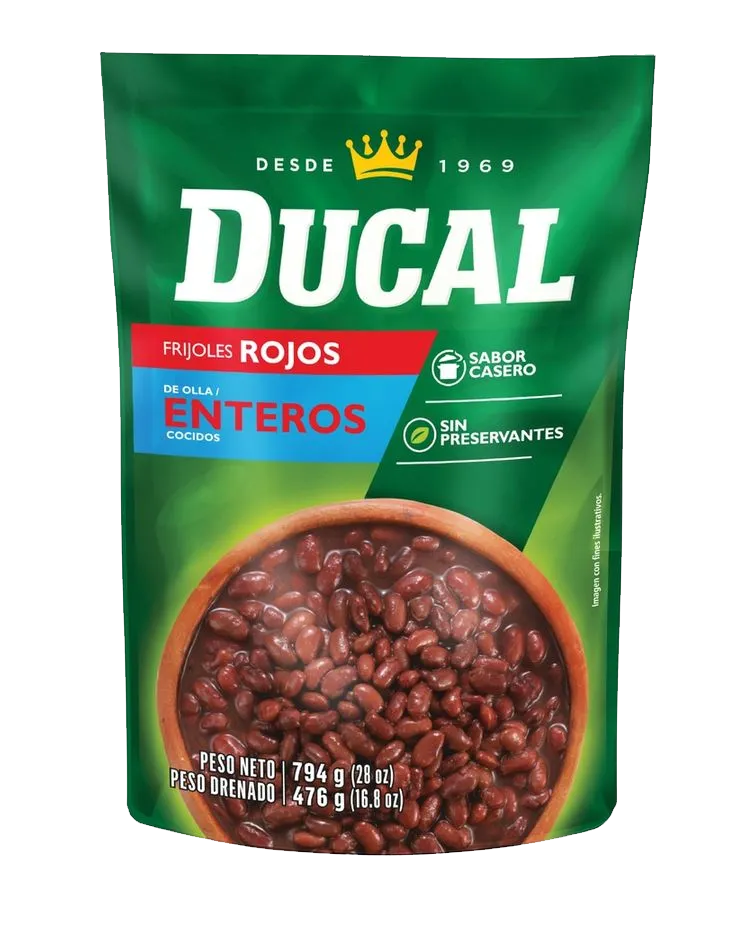 DESDE 1969
DUCAL
FRIJOLES ROJOS
DE OLLA /
ENTEROS
COCIDOS
SABOR
CASERO
SIN
PRESERVANTES
Imagen con fines ilustrativos.
PESO NETO 794 g (28 oz)
PESO DRENADO 476 g (16.8 oz)